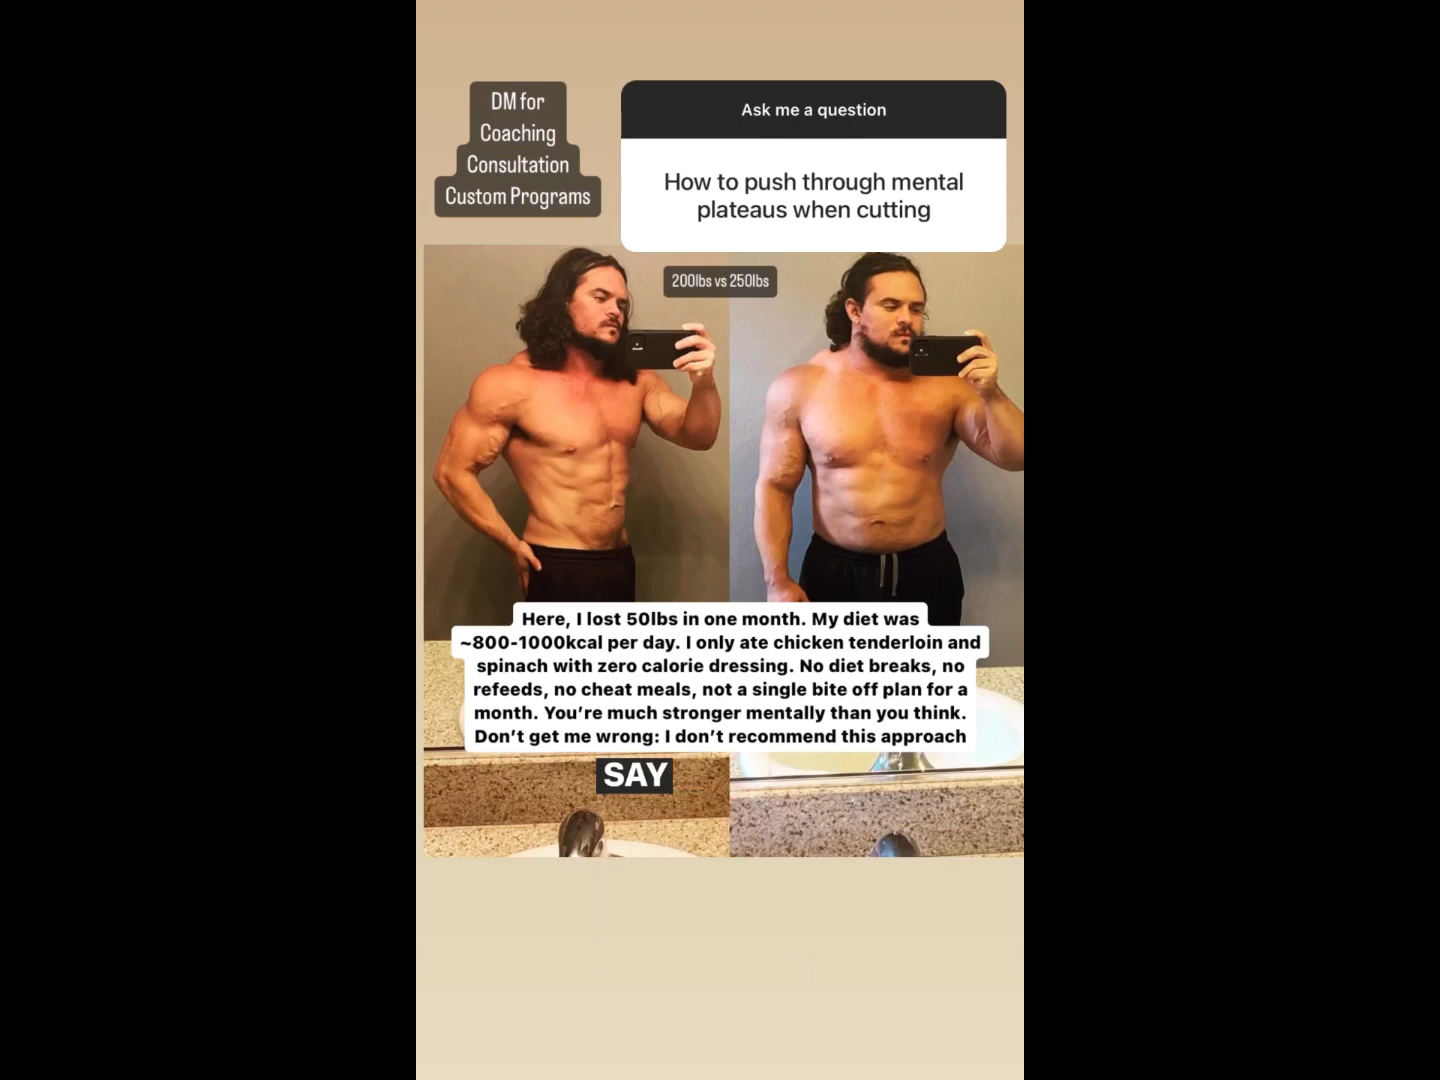 DM for
Coaching
Consultation
Custom Programs
Ask me a question
How to push through mental
plateaus when cutting
200lbs vs 250lbs
Here, I lost 50lbs in one month. My diet was
~800-1000kcal per day. I only ate chicken tenderloin and
spinach with zero calorie dressing. No diet breaks, no
refeeds, no cheat meals, not a single bite off plan for a
month. You’re much stronger mentally than you think.
Don’t get me wrong: I don’t recommend this approach
SAY